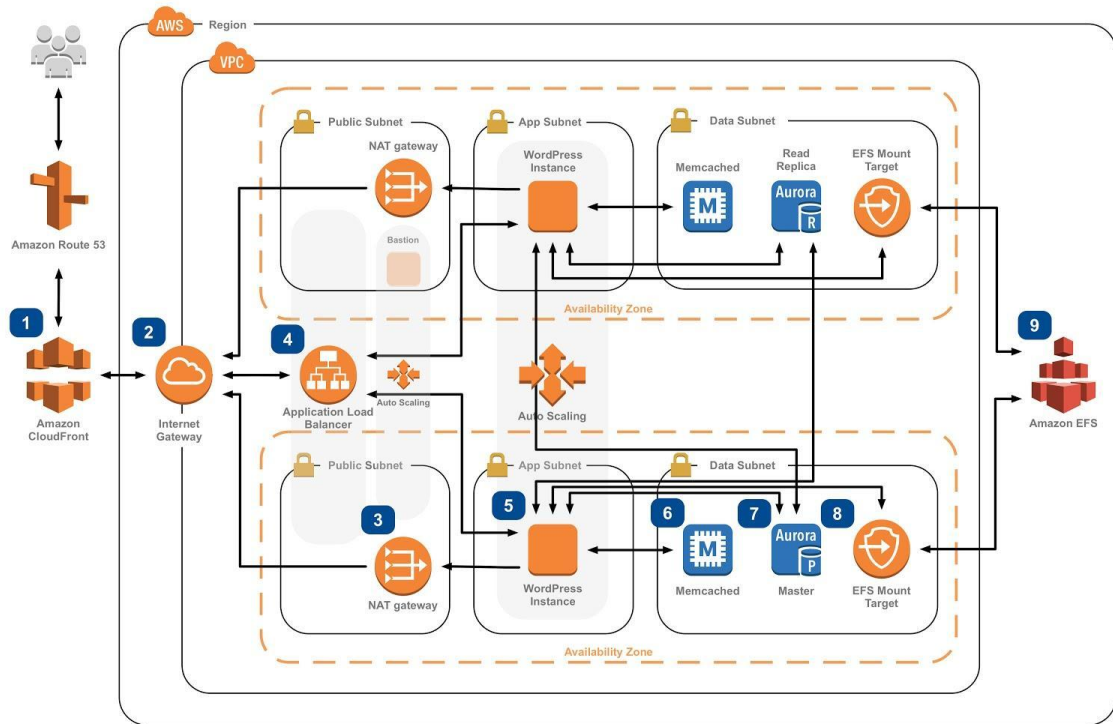 AWS
Region
VPC
Public Subnet
App Subnet
Data Subnet
NAT gateway
WordPress
Instance
Memcached
Read
Replica
EFS Mount
Target
M
Aurora
R
Bastion
Amazon Route 53
Availability Zone
1
2
4
9
Amazon
CloudFront
Internet
Gateway
Application Load
Balancer
Auto Scaling
Auto Scaling
Amazon EFS
Availability Zone
Public Subnet
App Subnet
Data Subnet
3
5
6
7
8
M
Aurora
P
NAT gateway
WordPress
Instance
Memcached
Master
EFS Mount
Target
Availability Zone